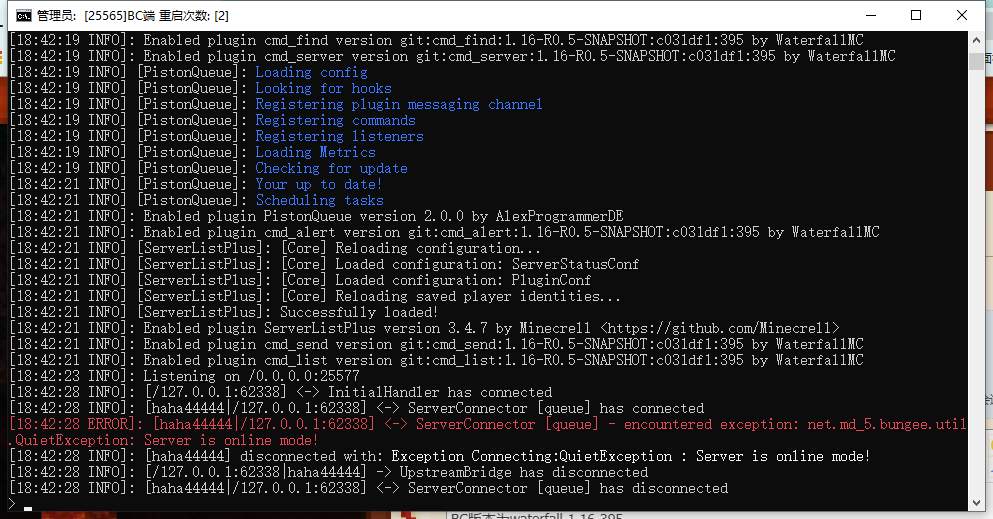 管理员: [25565]BC端 重启次数: [2]
[18:42:19 INFO]: Enabled plugin cmd_find version git:cmd_find:1.16-R0.5-SNAPSHOT:c031df1:395 by WaterfallMC
[18:42:19 INFO]: Enabled plugin cmd_server version git:cmd_server:1.16-R0.5-SNAPSHOT:c031df1:395 by WaterfallMC
[18:42:19 INFO] [PistonQueue]: Loading config
[18:42:19 INFO] [PistonQueue]: Looking for hooks
[18:42:19 INFO] [PistonQueue]: Registering plugin messaging channel
[18:42:19 INFO] [PistonQueue]: Registering commands
[18:42:19 INFO] [PistonQueue]: Registering listeners
[18:42:19 INFO] [PistonQueue]: Loading Metrics
[18:42:19 INFO] [PistonQueue]: Checking for update
[18:42:21 INFO] [PistonQueue]: Your up to date!
[18:42:21 INFO] [PistonQueue]: Scheduling tasks
[18:42:21 INFO]: Enabled plugin PistonQueue version 2.0.0 by AlexProgrammerDE
[18:42:21 INFO]: Enabled plugin cmd_alert version git:cmd_alert:1.16-R0.5-SNAPSHOT:c031df1:395 by WaterfallMC
[18:42:21 INFO] [ServerListPlus]: [Core] Reloading configuration...
[18:42:21 INFO] [ServerListPlus]: [Core] Loaded configuration: ServerStatusConf
[18:42:21 INFO] [ServerListPlus]: [Core] Loaded configuration: PluginConf
[18:42:21 INFO] [ServerListPlus]: [Core] Reloading saved player identities...
[18:42:21 INFO] [ServerListPlus]: Successfully loaded!
[18:42:21 INFO]: Enabled plugin ServerListPlus version 3.4.7 by Minecrell <https://github.com/Minecrell>
[18:42:21 INFO]: Enabled plugin cmd_send version git:cmd_send:1.16-R0.5-SNAPSHOT:c031df1:395 by WaterfallMC
[18:42:21 INFO]: Enabled plugin cmd_list version git:cmd_list:1.16-R0.5-SNAPSHOT:c031df1:395 by WaterfallMC
[18:42:23 INFO]: Listening on /0.0.0.0:25577
[18:42:28 INFO]: [/127.0.0.1:62338] <-> InitialHandler has connected
[18:42:28 INFO]: [haha44444|/127.0.0.1:62338] <-> ServerConnector [queue] has connected
[18:42:28 ERROR]: [haha44444|/127.0.0.1:62338] <-> ServerConnector [queue] - encountered exception: net.md_5.bungee.util
.QuietException: Server is online mode!
[18:42:28 INFO]: [haha44444] disconnected with: Exception Connecting:QuietException : Server is online mode!
[18:42:28 INFO]: [/127.0.0.1:62338|haha44444] -> UpstreamBridge has disconnected
[18:42:28 INFO]: [haha44444|/127.0.0.1:62338] <-> ServerConnector [queue] has disconnected
>